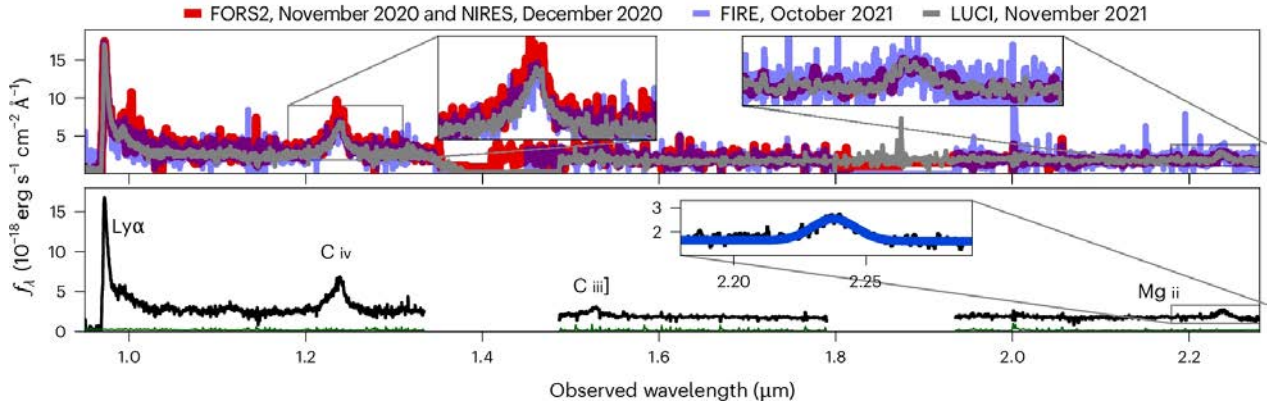 FORS2, November 2020 and NIRES, December 2020 FIRE, October 2021 LUCI, November 2021
15
10
5
15
10
5
0
fλ (10⁻¹⁸ erg s⁻¹ cm⁻² Å⁻¹)
Lyα
C iv
C iii]
Mg ii
3
2
2.20 2.25
1.0 1.2 1.4 1.6 1.8 2.0 2.2
Observed wavelength (μm)